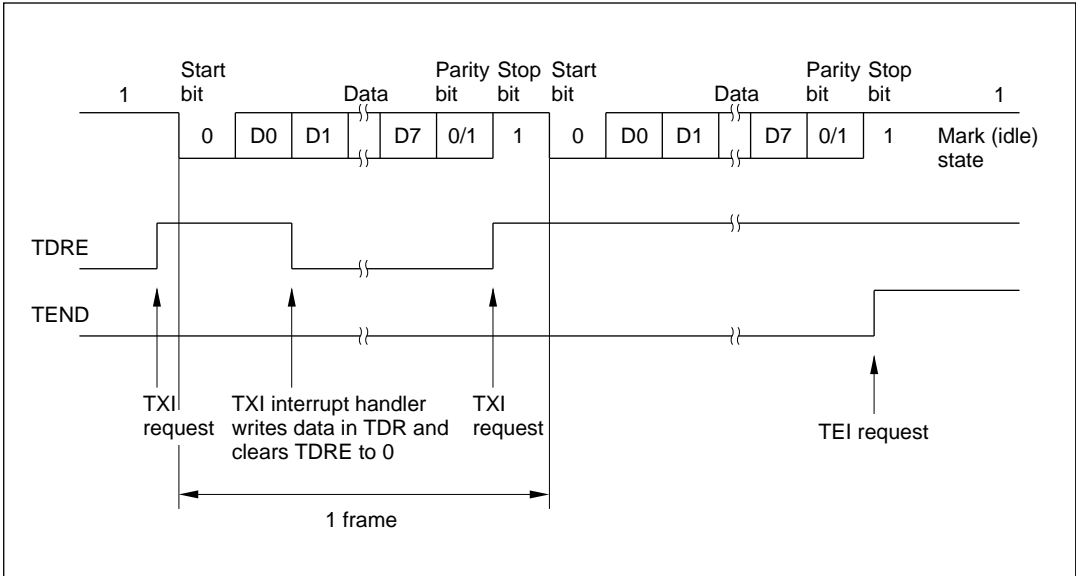 Start Parity Stop Start Parity Stop
1 bit Data bit bit bit Data bit bit 1
0 D0 D1 D7 0/1 1 0 D0 D1 D7 0/1 1 Mark (idle)
state
TDRE
TEND
TXI TXI interrupt handler TXI
request writes data in TDR and request TEI request
clears TDRE to 0
1 frame